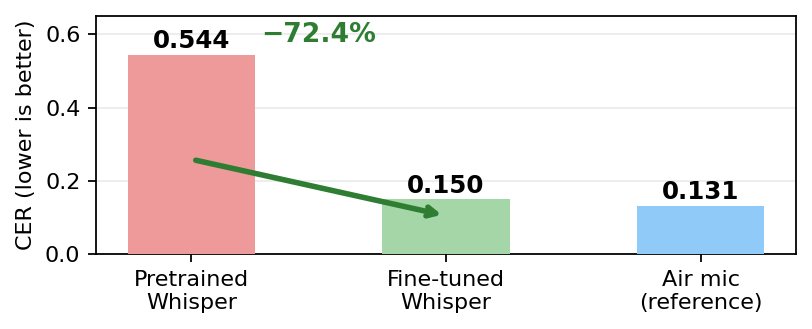 CER (lower is better)
0.6
0.4
0.2
0.0
0.544
−72.4%
0.150
0.131
Pretrained
Whisper
Fine-tuned
Whisper
Air mic
(reference)